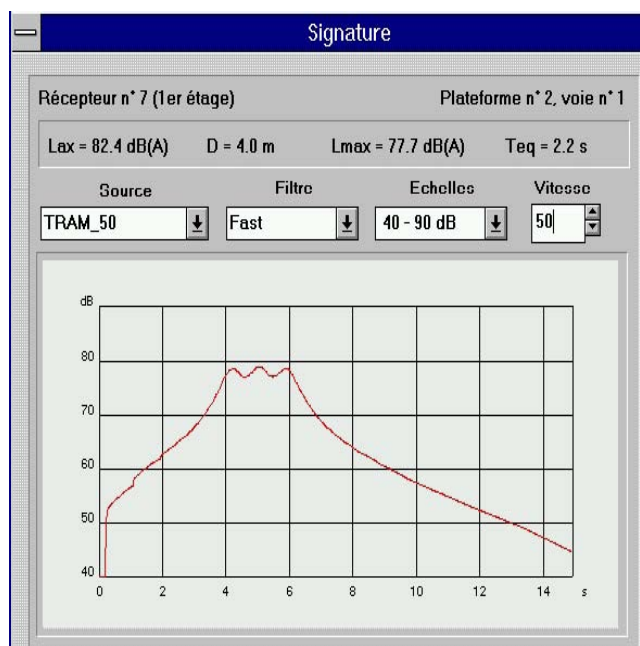 Signature
Récepteur n° 7 (1er étage) Plateforme n° 2, voie n° 1
Lax = 82.4 dB(A) D = 4.0 m Lmax = 77.7 dB(A) Teq = 2.2 s
Source Filtre Echelles Vitesse
TRAM_50 Fast 40 - 90 dB 50
dB
80
70
60
50
40
0 2 4 6 8 10 12 14 s